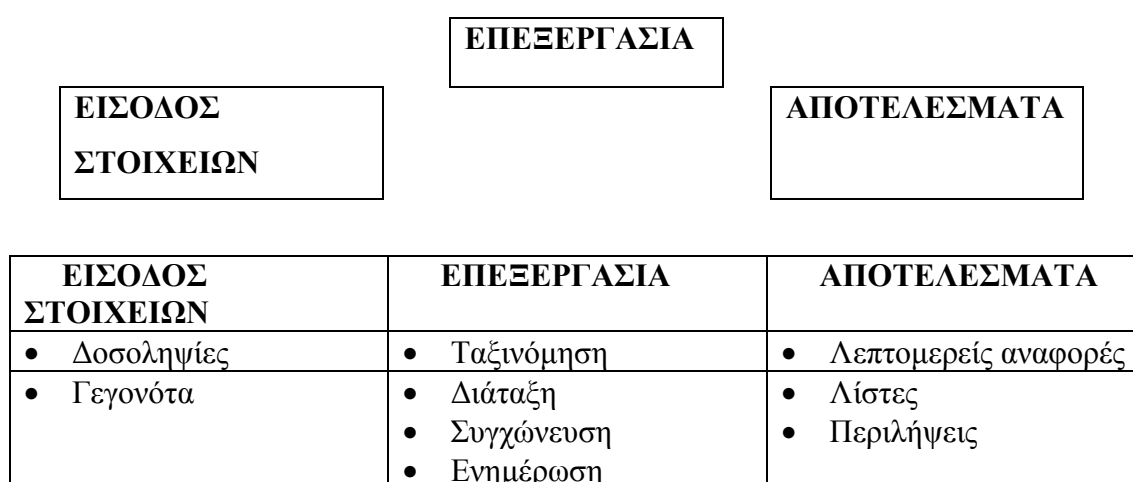 ΕΠΕΞΕΡΓΑΣΙΑ
ΕΙΣΟΔΟΣ
ΣΤΟΙΧΕΙΩΝ
ΑΠΟΤΕΛΕΣΜΑΤΑ
ΕΙΣΟΔΟΣ
ΣΤΟΙΧΕΙΩΝ
ΕΠΕΞΕΡΓΑΣΙΑ
ΑΠΟΤΕΛΕΣΜΑΤΑ
• Δοσοληψίες
• Ταξινόμηση
• Λεπτομερείς αναφορές
• Γεγονότα
• Διάταξη
• Συγχώνευση
• Ενημέρωση
• Λίστες
• Περιλήψεις